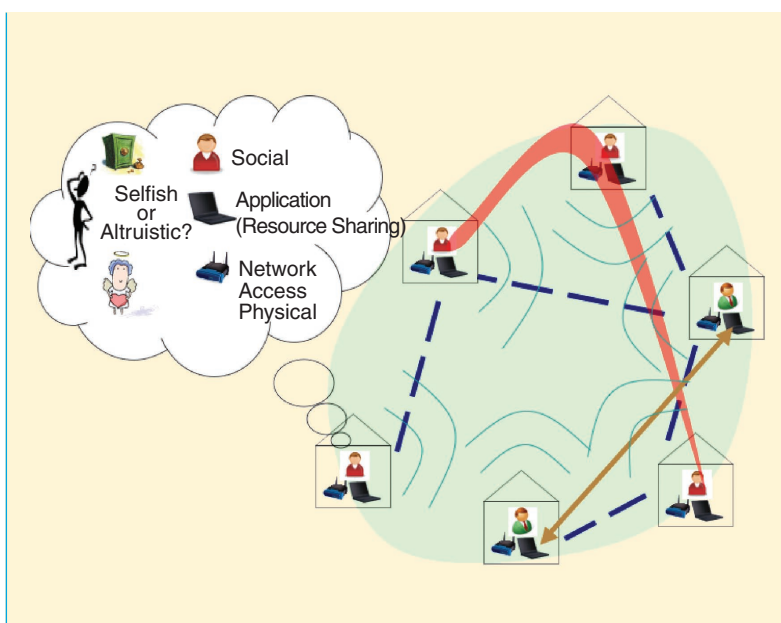 Social
Selfish
or
Altruistic?
Application
(Resource Sharing)
Network
Access
Physical